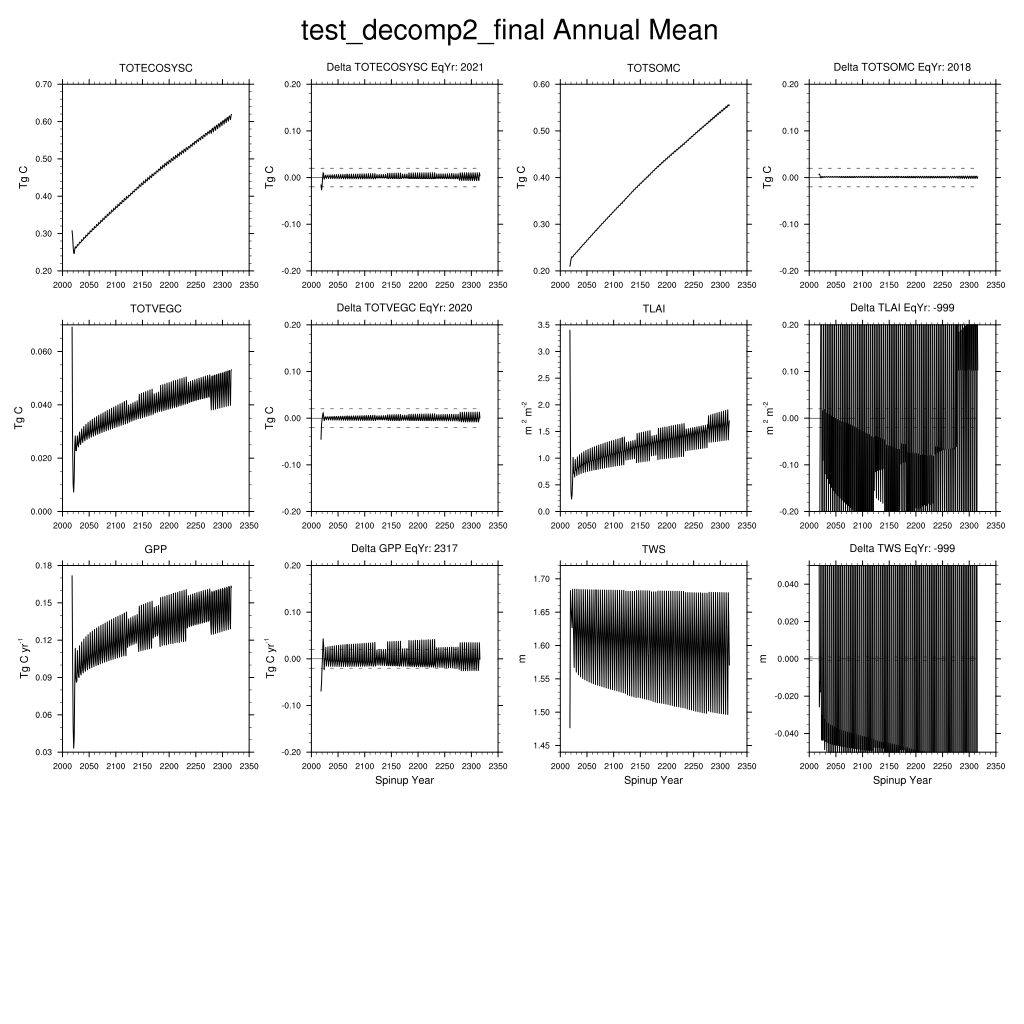 test_decomp2_final Annual Mean
TOTECOSYSC
Delta TOTECOSYSC EqYr: 2021
TOTSOMC
Delta TOTSOMC EqYr: 2018
0.70
0.60
0.50
0.40
0.30
0.20
Tg C
2000 2050 2100 2150 2200 2250 2300 2350
0.20
0.10
0.00
-0.10
-0.20
Tg C
2000 2050 2100 2150 2200 2250 2300 2350
0.60
0.50
0.40
0.30
0.20
Tg C
2000 2050 2100 2150 2200 2250 2300 2350
0.20
0.10
0.00
-0.10
-0.20
Tg C
2000 2050 2100 2150 2200 2250 2300 2350
TOTVEGC
Delta TOTVEGC EqYr: 2020
TLAI
Delta TLAI EqYr: -999
0.060
0.040
0.020
0.000
Tg C
2000 2050 2100 2150 2200 2250 2300 2350
0.20
0.10
0.00
-0.10
-0.20
Tg C
2000 2050 2100 2150 2200 2250 2300 2350
3.5
3.0
2.5
2.0
1.5
1.0
0.5
0.0
m² m⁻²
2000 2050 2100 2150 2200 2250 2300 2350
0.20
0.10
0.00
-0.10
-0.20
m² m⁻²
2000 2050 2100 2150 2200 2250 2300 2350
GPP
Delta GPP EqYr: 2317
TWS
Delta TWS EqYr: -999
0.18
0.15
0.12
0.09
0.06
0.03
Tg C yr⁻¹
2000 2050 2100 2150 2200 2250 2300 2350
0.20
0.10
0.00
-0.10
-0.20
Tg C yr⁻¹
2000 2050 2100 2150 2200 2250 2300 2350
Spinup Year
1.70
1.65
1.60
1.55
1.50
1.45
m
2000 2050 2100 2150 2200 2250 2300 2350
Spinup Year
0.040
0.020
0.000
-0.020
-0.040
m
2000 2050 2100 2150 2200 2250 2300 2350
Spinup Year